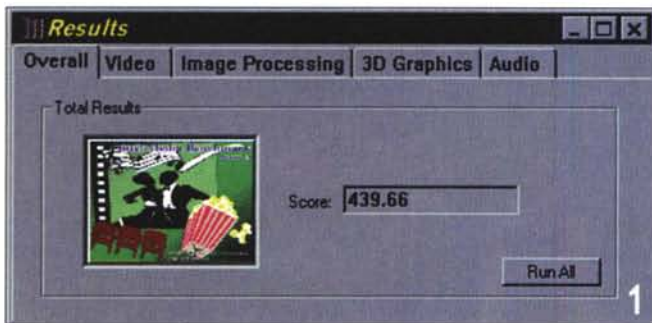 Results
Overall Video Image Processing 3D Graphics Audio
Total Results
Score: 439.66
Run All
1